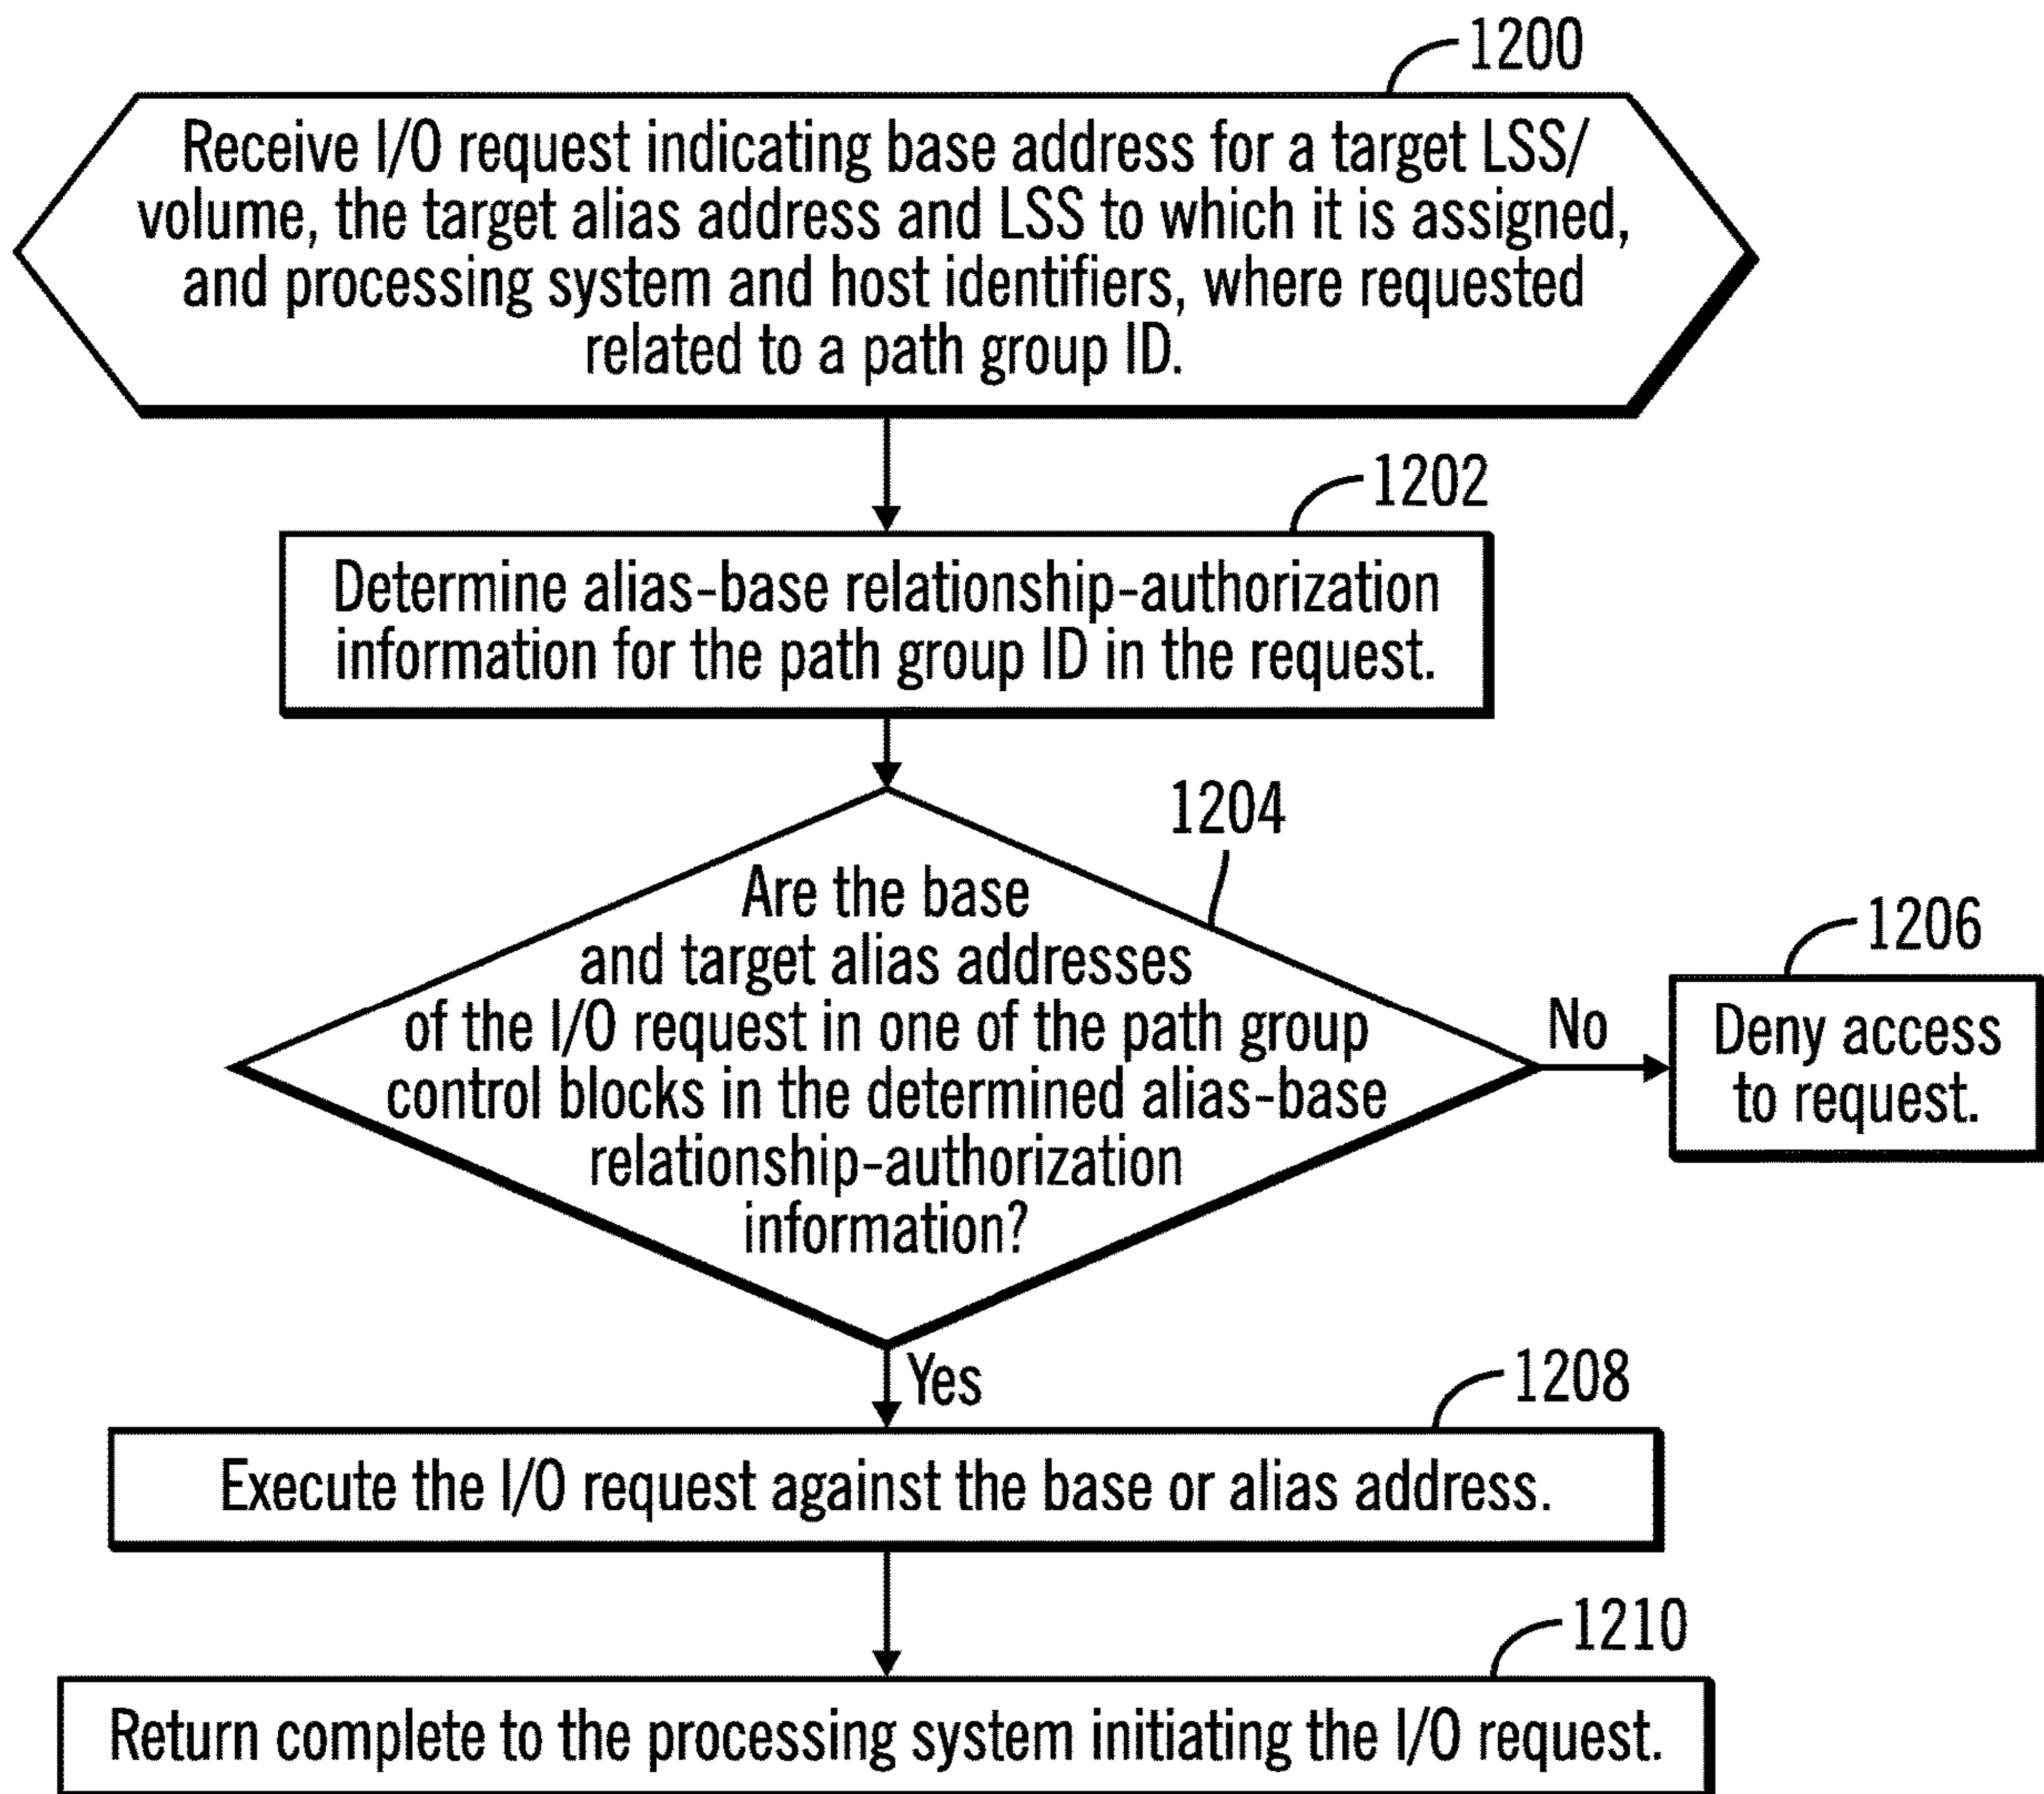 1200
Receive I/O request indicating base address for a target LSS/
volume, the target alias address and LSS to which it is assigned,
and processing system and host identifiers, where requested
related to a path group ID.
1202
Determine alias-base relationship-authorization
information for the path group ID in the request.
1204
Are the base
and target alias addresses
of the I/O request in one of the path group
control blocks in the determined alias-base
relationship-authorization
information?
No
1206
Deny access
to request.
Yes
1208
Execute the I/O request against the base or alias address.
1210
Return complete to the processing system initiating the I/O request.